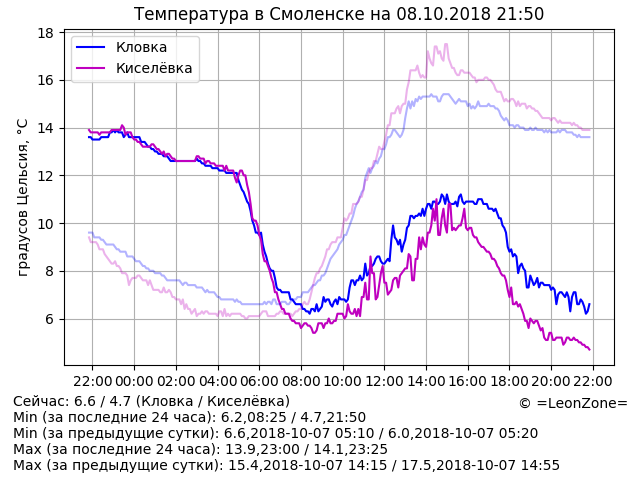 Температура в Смоленске на 08.10.2018 21:50
Кловка
Киселёвка
градусов Цельсия, °C
18
16
14
12
10
8
6
22:00 00:00 02:00 04:00 06:00 08:00 10:00 12:00 14:00 16:00 18:00 20:00 22:00
Сейчас: 6.6 / 4.7 (Кловка / Киселёвка)
© =LeonZone=
Min (за последние 24 часа): 6.2,08:25 / 4.7,21:50
Min (за предыдущие сутки): 6.6,2018-10-07 05:10 / 6.0,2018-10-07 05:20
Max (за последние 24 часа): 13.9,23:00 / 14.1,23:25
Max (за предыдущие сутки): 15.4,2018-10-07 14:15 / 17.5,2018-10-07 14:55